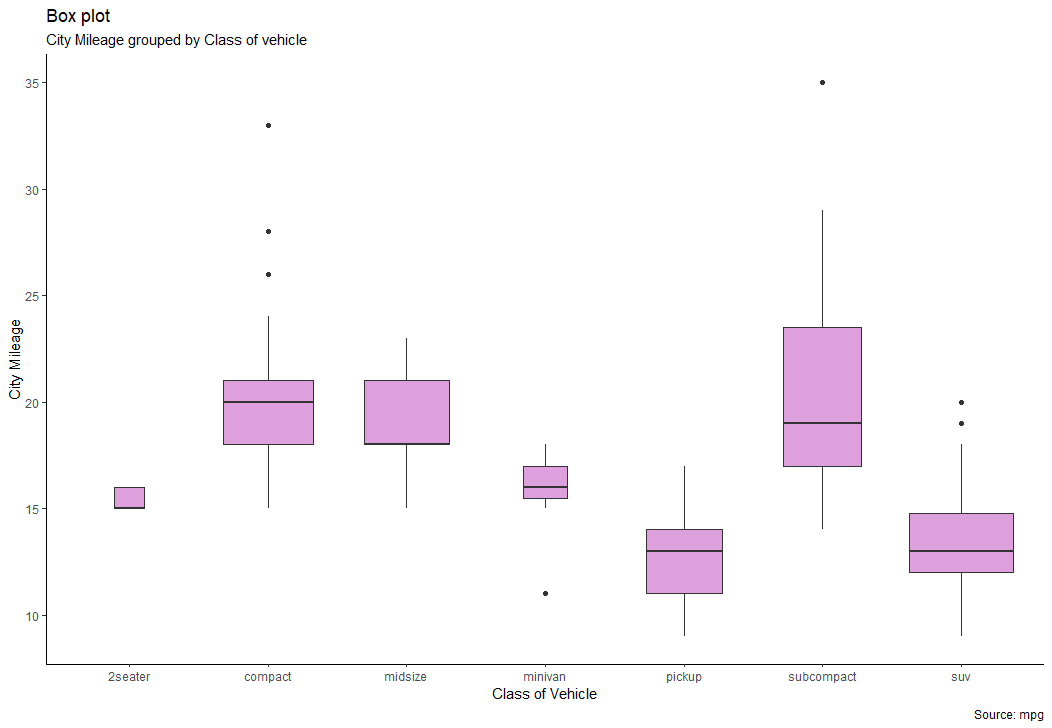 Box plot
City Mileage grouped by Class of vehicle
35
30
25
20
15
10
City Mileage
2seater compact midsize minivan pickup subcompact suv
Class of Vehicle
Source: mpg